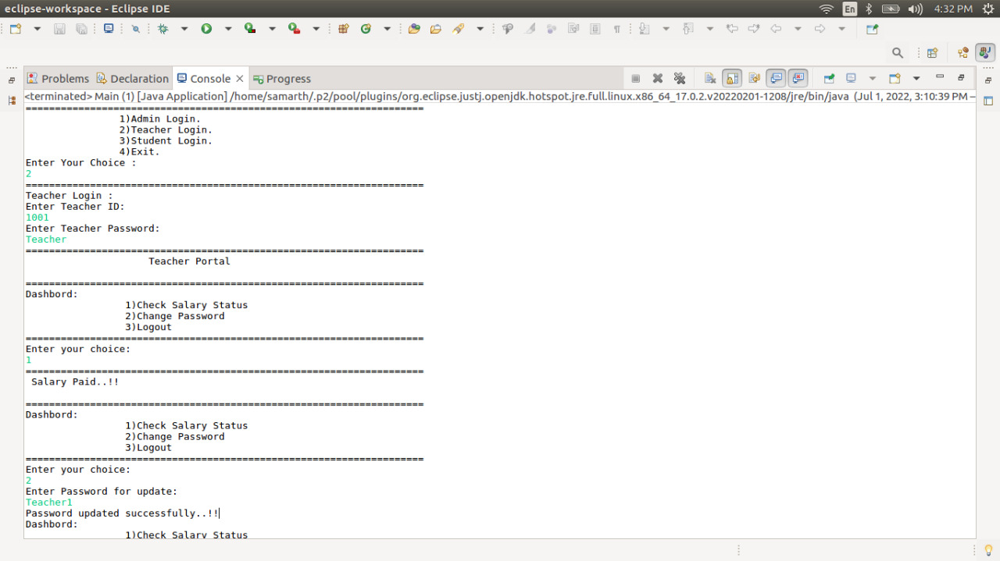 eclipse-workspace - Eclipse IDE
En
4:32 PM
Problems Declaration Console Progress
<terminated> Main (1) [Java Application] /home/samarth/.p2/pool/plugins/org.eclipse.justj.openjdk.hotspot.jre.full.linux.x86_64_17.0.2.v20220201-1208/jre/bin/java (Jul 1, 2022, 3:10:39 PM –
====================================================================
1)Admin Login.
2)Teacher Login.
3)Student Login.
4)Exit.
Enter Your Choice :
2
====================================================================
Teacher Login :
Enter Teacher ID:
1001
Enter Teacher Password:
Teacher
====================================================================
Teacher Portal
====================================================================
Dashbord:
1)Check Salary Status
2)Change Password
3)Logout
====================================================================
Enter your choice:
1
====================================================================
Salary Paid..!!
====================================================================
Dashbord:
1)Check Salary Status
2)Change Password
3)Logout
====================================================================
Enter your choice:
2
Enter Password for update:
Teacher1
Password updated successfully..!!
Dashbord:
1)Check Salary Status